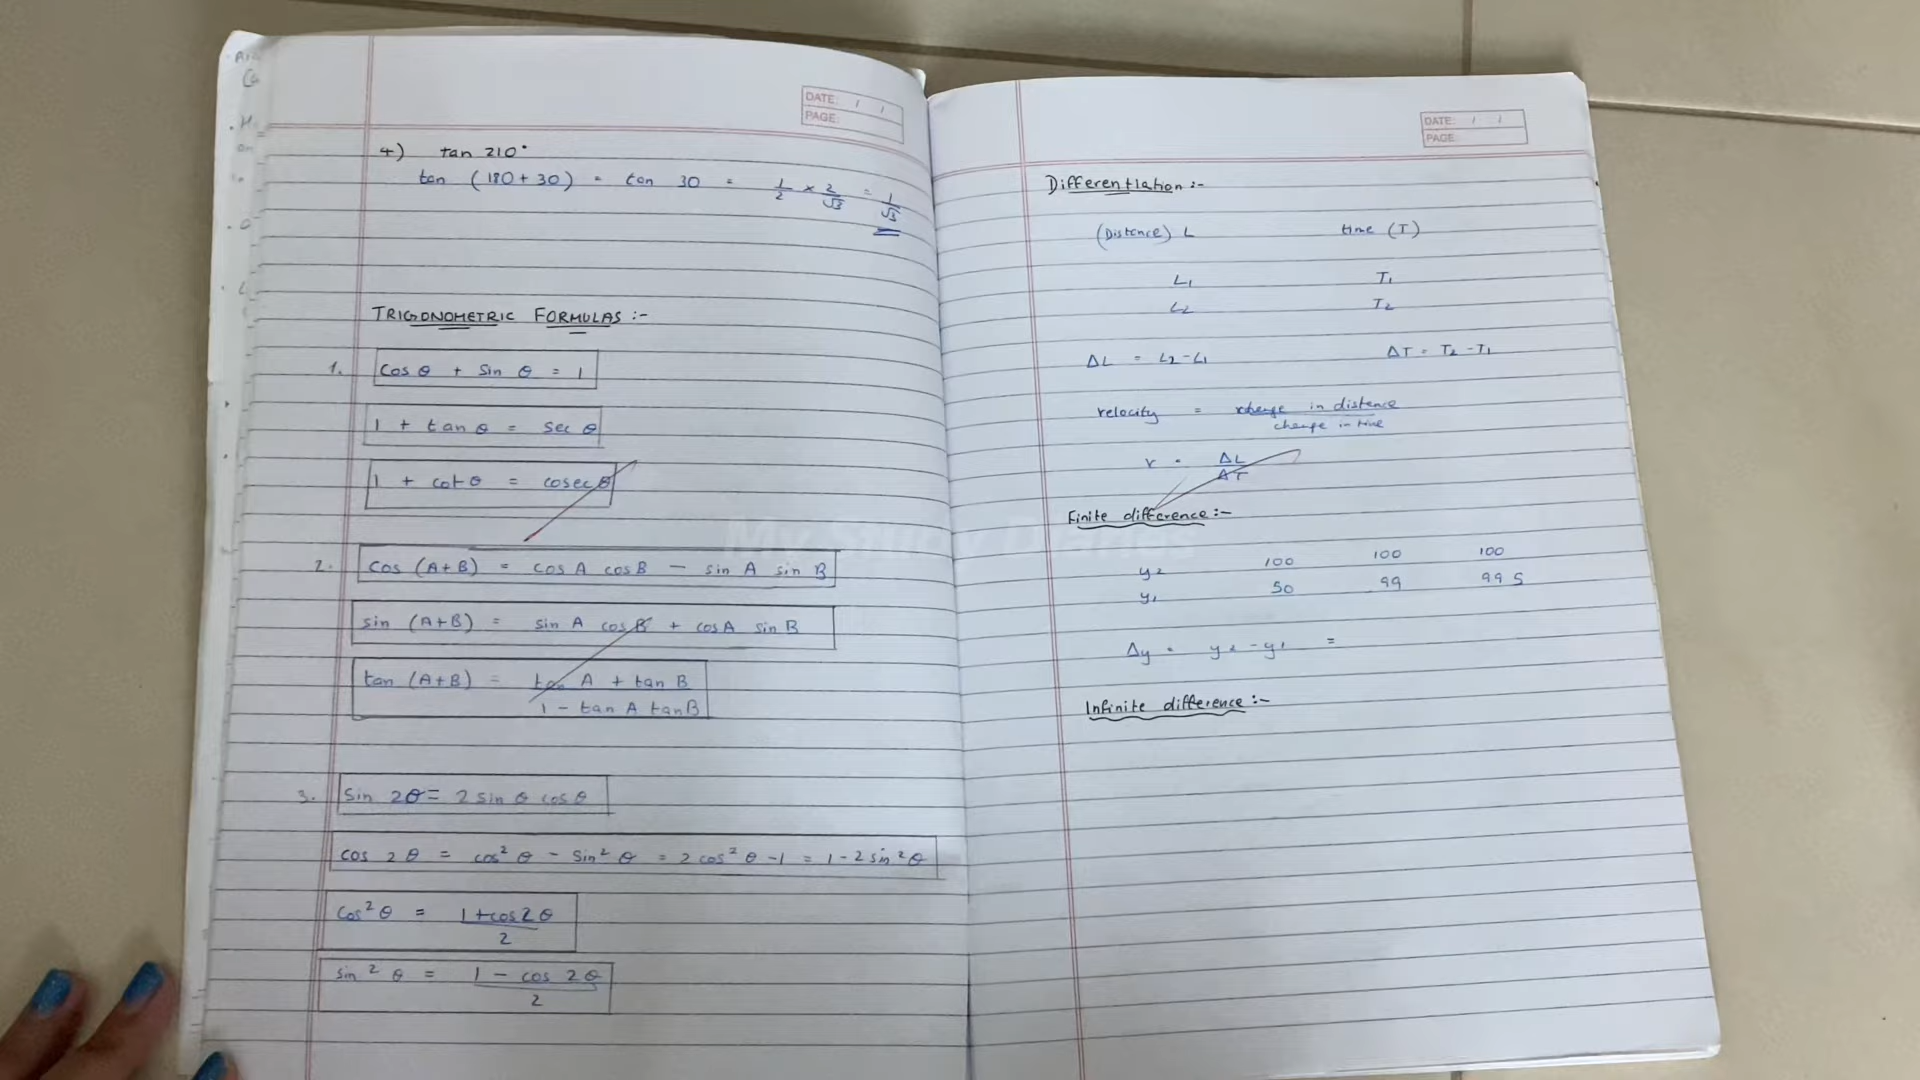 DATE: / /
PAGE:
4) tan 210°
tan (180+30) = tan 30 = 1/2 × 2/√3 = 1/√3
TRIGONOMETRIC FORMULAS :-
1. cos θ + sin θ = 1
1 + tan θ = sec θ
1 + cot θ = cosec θ
2. cos (A+B) = cos A cos B - sin A sin B
sin (A+B) = sin A cos B + cos A sin B
tan (A+B) = tan A + tan B
1 - tan A tan B
3. sin 2θ = 2 sin θ cos θ
cos 2θ = cos² θ - sin² θ = 2 cos² θ - 1 = 1 - 2 sin² θ
cos² θ = 1 + cos 2θ
2
sin² θ = 1 - cos 2θ
2
DATE: / /
PAGE:
Differentiation :-
(Distance) L time (T)
L₁ T₁
L₂ T₂
ΔL = L₂-L₁ ΔT = T₂-T₁
velocity = change in distance
change in time
v = ΔL
ΔT
Finite difference :-
y₂ 100 100 100
y₁ 50 99 99 5
Δy = y₂ - y₁ =
Infinite difference :-
My Study Diaries